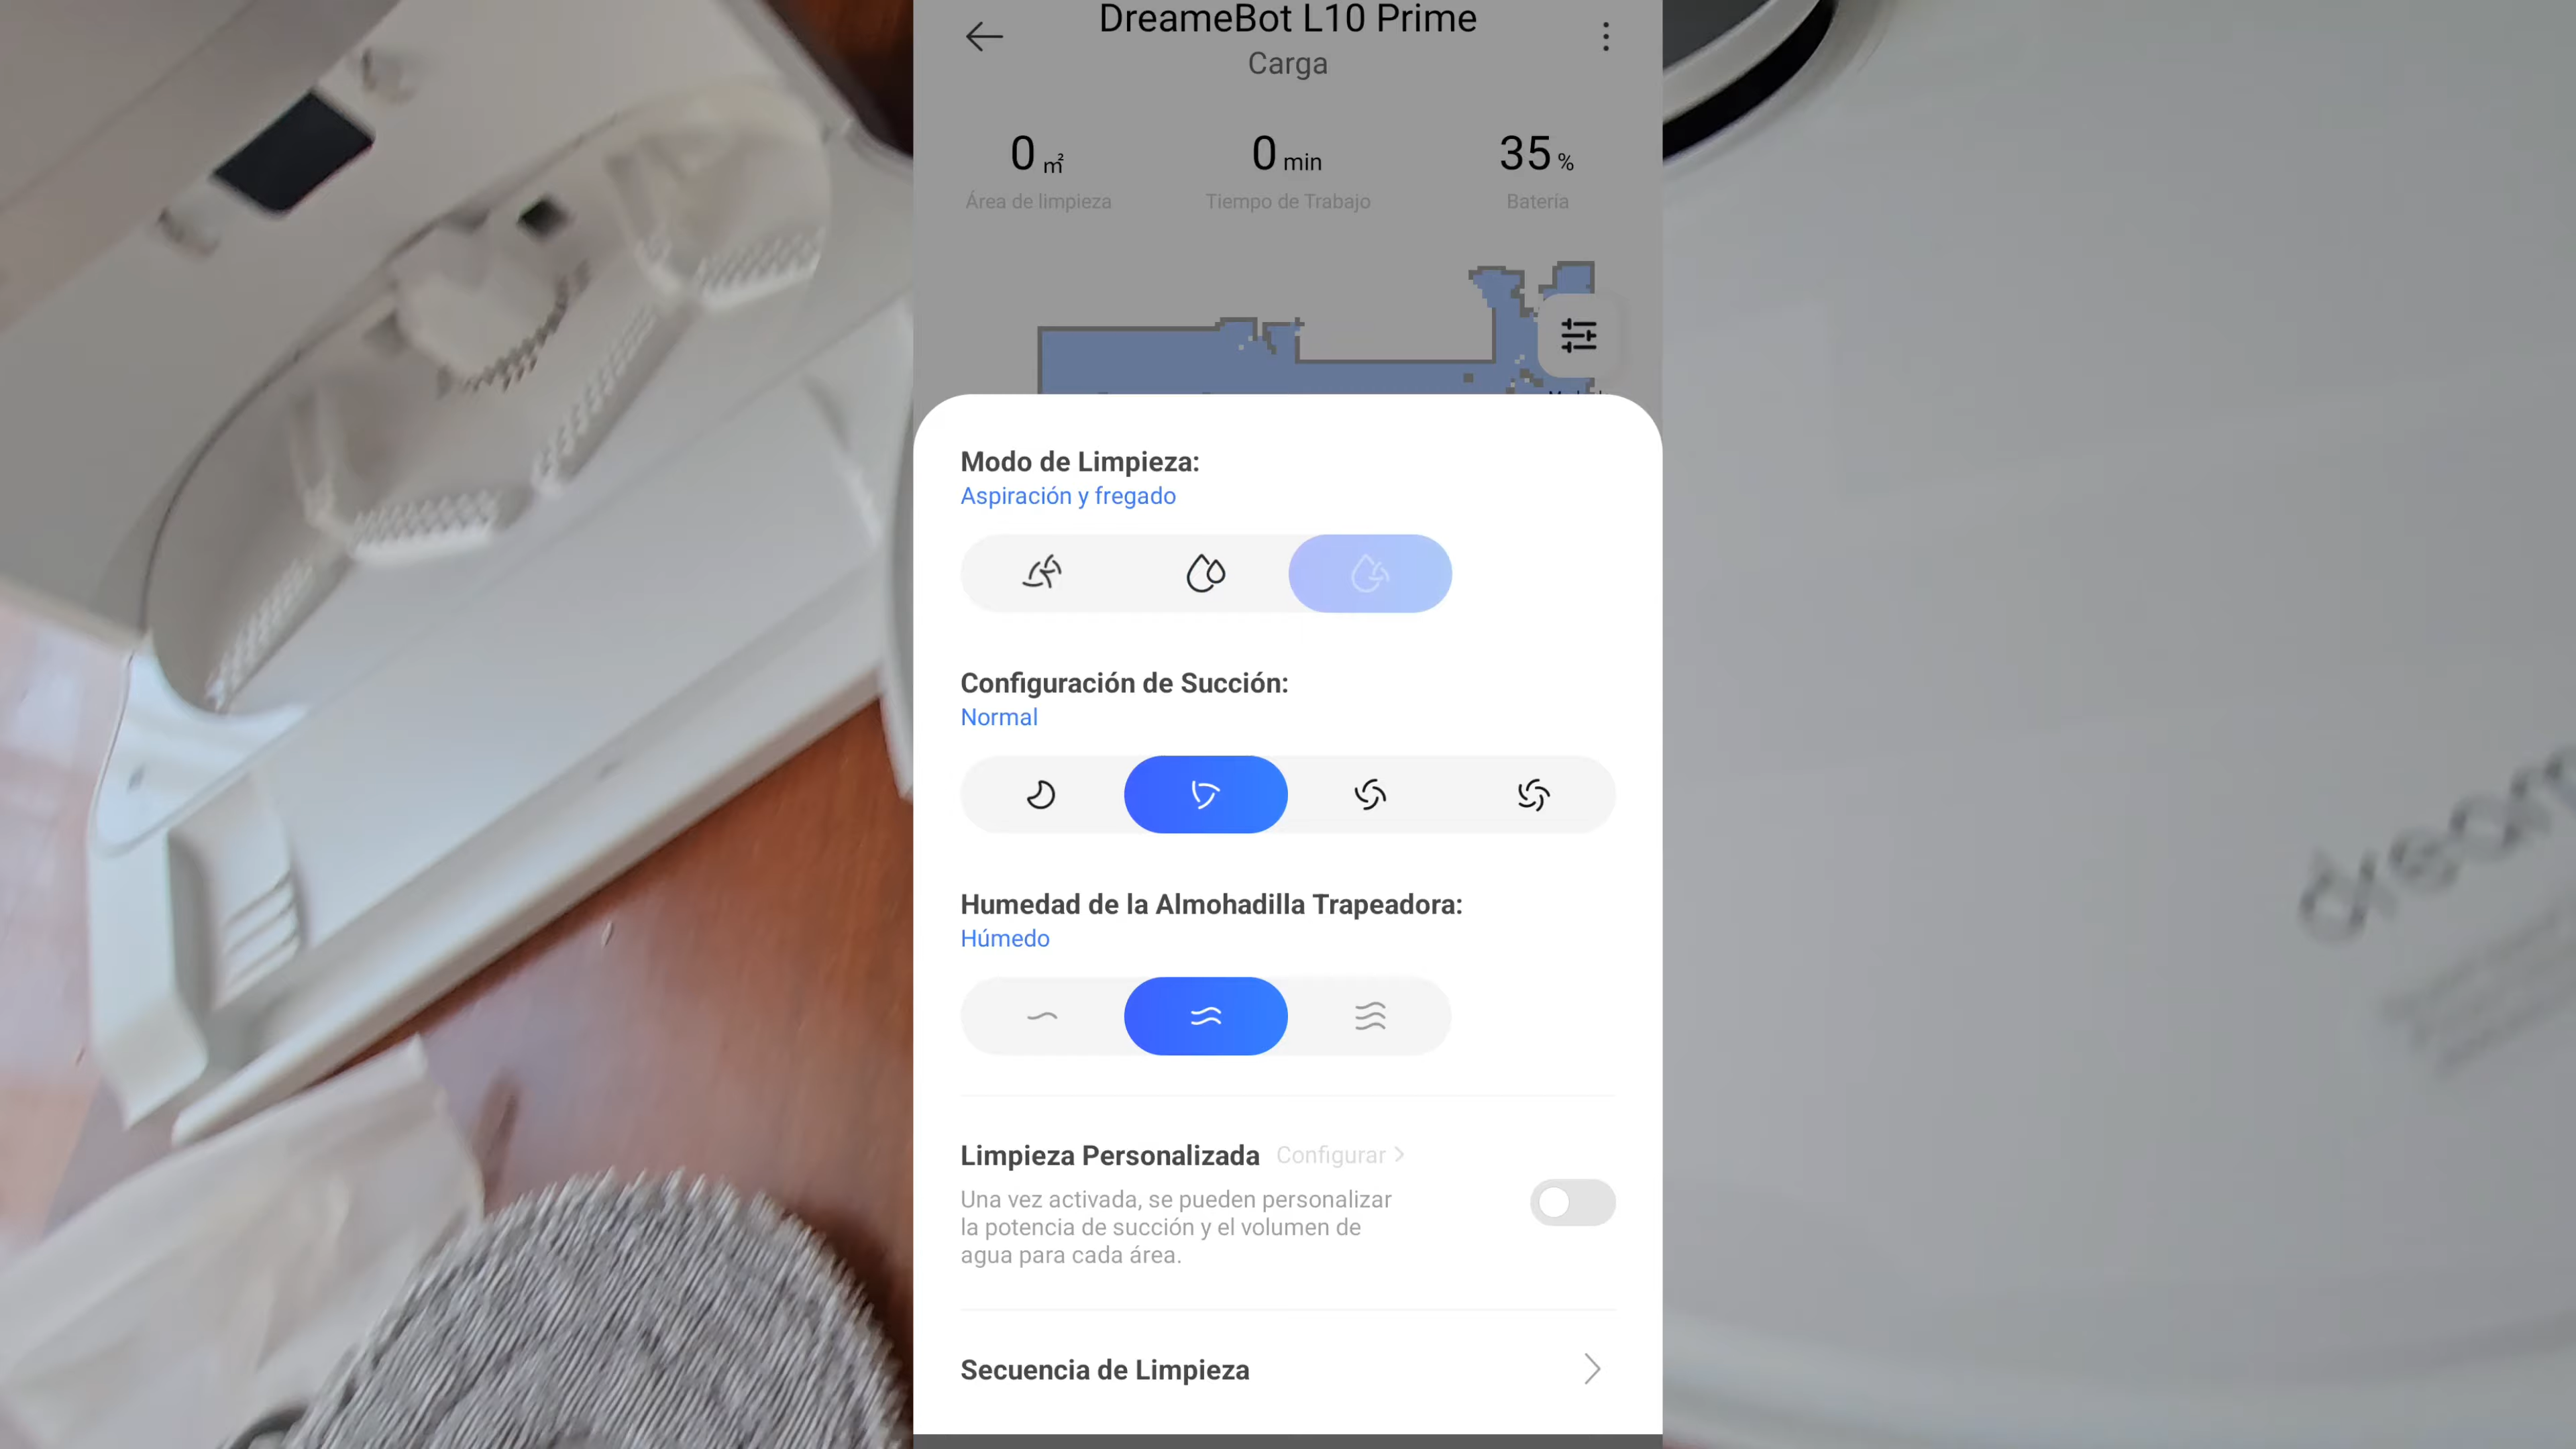 DreameBot L10 Prime
Carga
0 m²
0 min
35 %
Área de limpieza
Tiempo de Trabajo
Batería
Modo de Limpieza:
Aspiración y fregado
Configuración de Succión:
Normal
Humedad de la Almohadilla Trapeadora:
Húmedo
Limpieza Personalizada
Configurar >
Una vez activada, se pueden personalizar
la potencia de succión y el volumen de
agua para cada área.
Secuencia de Limpieza